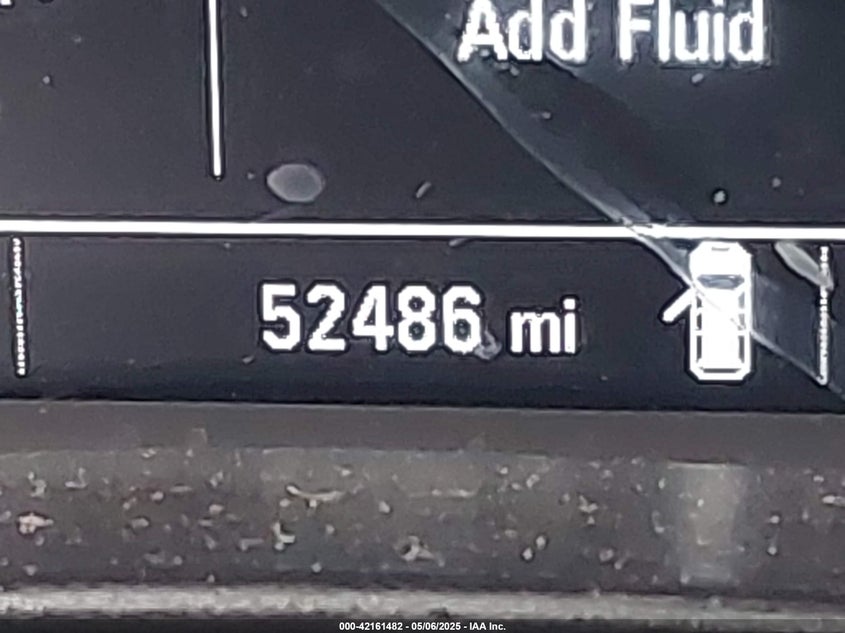 Add Fluid
52486 mi
000-42161482 - 05/06/2025 - IAA Inc.